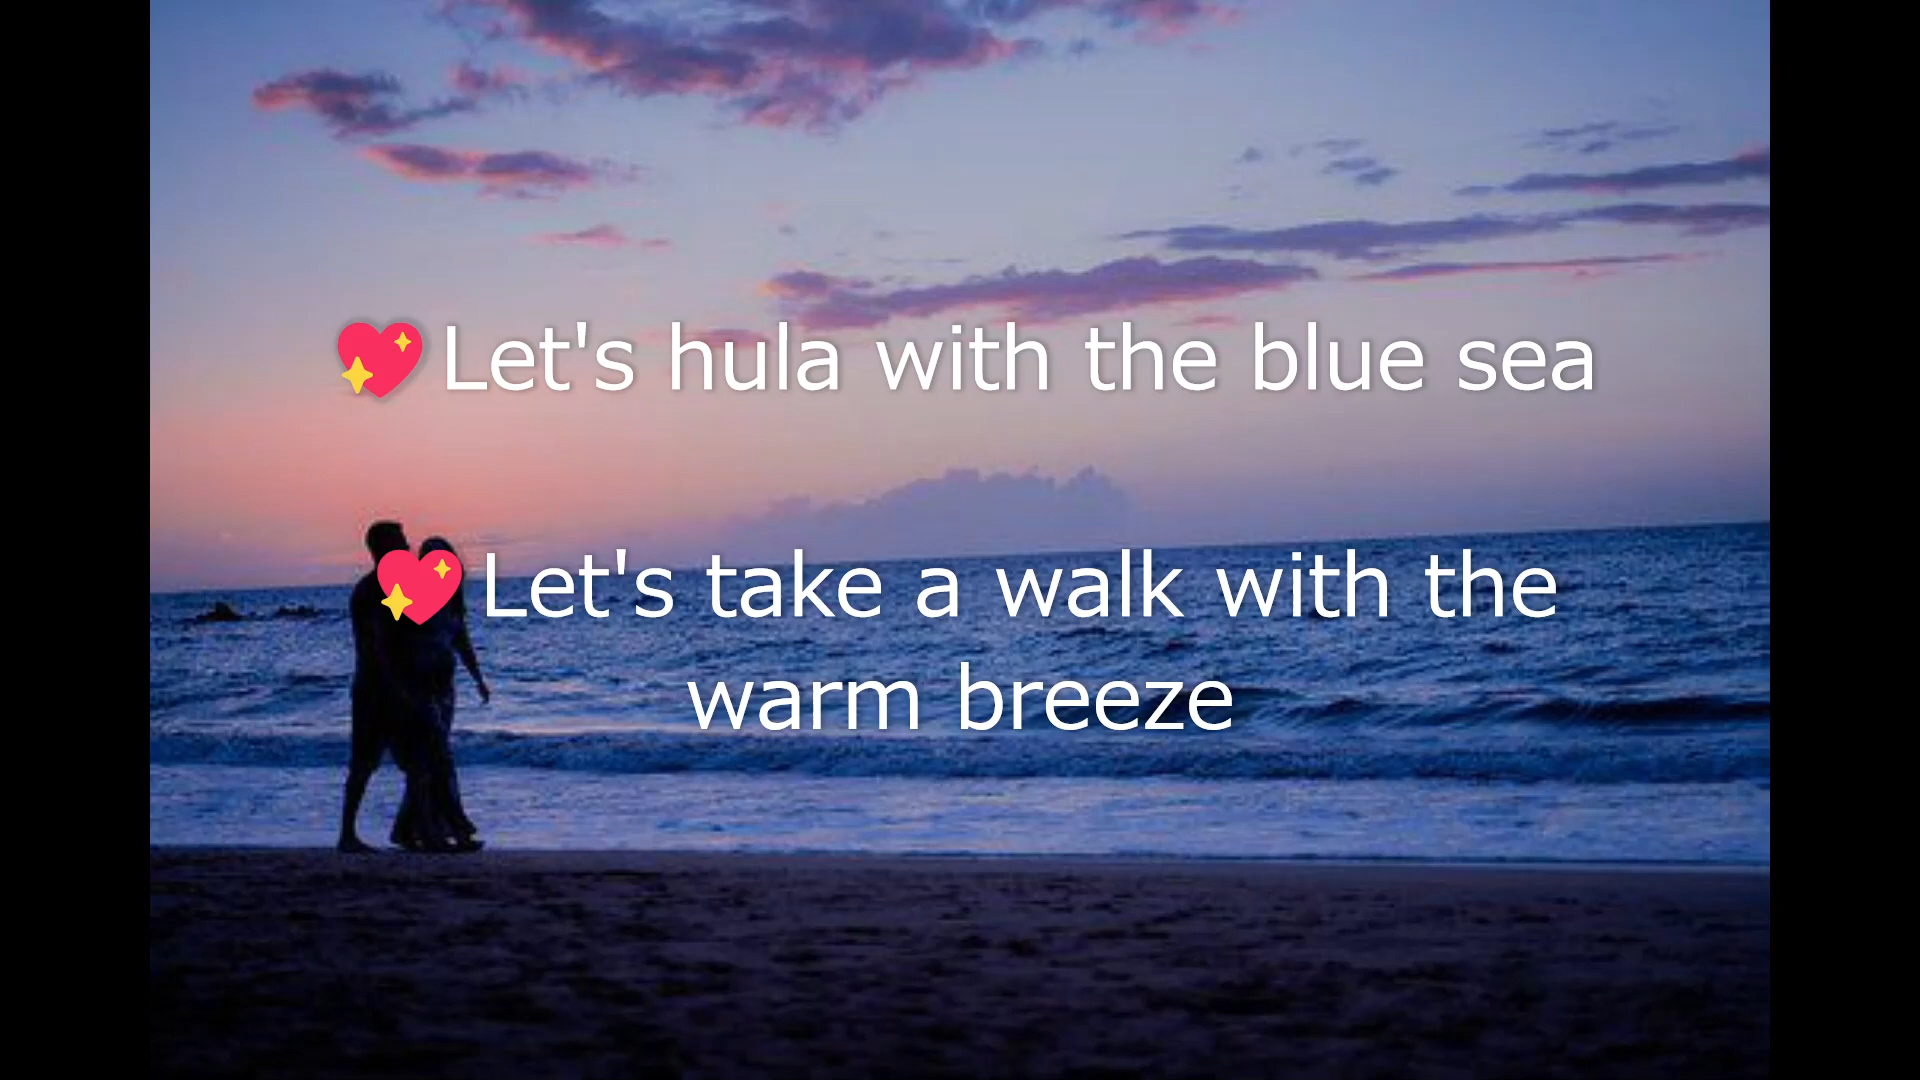 💖Let's hula with the blue sea
💖Let's take a walk with the
warm breeze